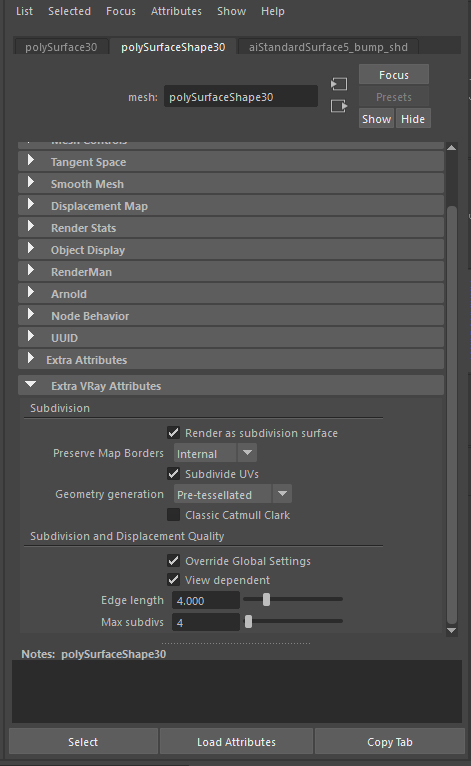 List Selected Focus Attributes Show Help
polySurface30 polySurfaceShape30 aiStandardSurface5_bump_shd
Focus
mesh: polySurfaceShape30
Presets
Show Hide
Mesh Controls
Tangent Space
Smooth Mesh
Displacement Map
Render Stats
Object Display
RenderMan
Arnold
Node Behavior
UUID
Extra Attributes
Extra VRay Attributes
Subdivision
Render as subdivision surface
Preserve Map Borders Internal
Subdivide UVs
Geometry generation Pre-tessellated
Classic Catmull Clark
Subdivision and Displacement Quality
Override Global Settings
View dependent
Edge length 4.000
Max subdivs 4
Notes: polySurfaceShape30
Select Load Attributes Copy Tab